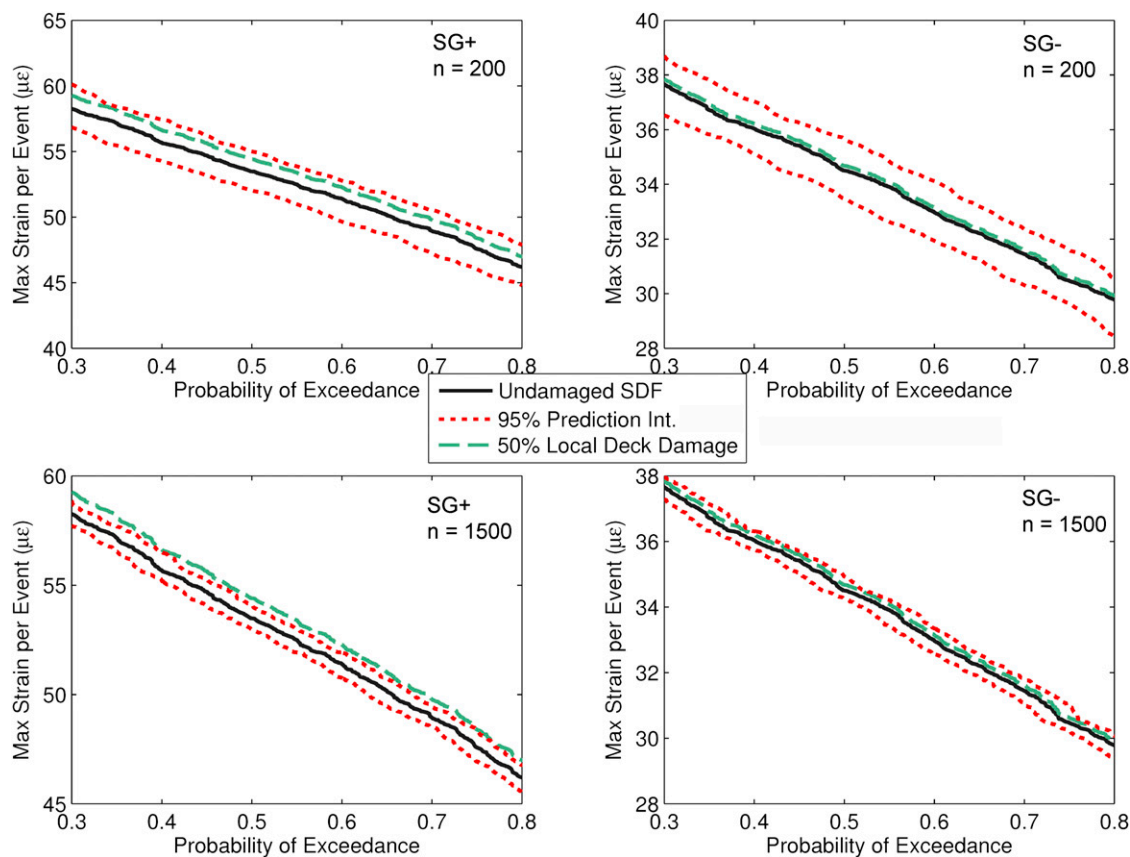 65
60
55
50
45
40
0.3 0.4 0.5 0.6 0.7 0.8
Max Strain per Event (με)
Probability of Exceedance
SG+
n = 200
40
38
36
34
32
30
28
0.3 0.4 0.5 0.6 0.7 0.8
Max Strain per Event (με)
Probability of Exceedance
SG-
n = 200
Undamaged SDF
95% Prediction Int.
50% Local Deck Damage
60
55
50
45
0.3 0.4 0.5 0.6 0.7 0.8
Max Strain per Event (με)
Probability of Exceedance
SG+
n = 1500
38
36
34
32
30
28
0.3 0.4 0.5 0.6 0.7 0.8
Max Strain per Event (με)
Probability of Exceedance
SG-
n = 1500